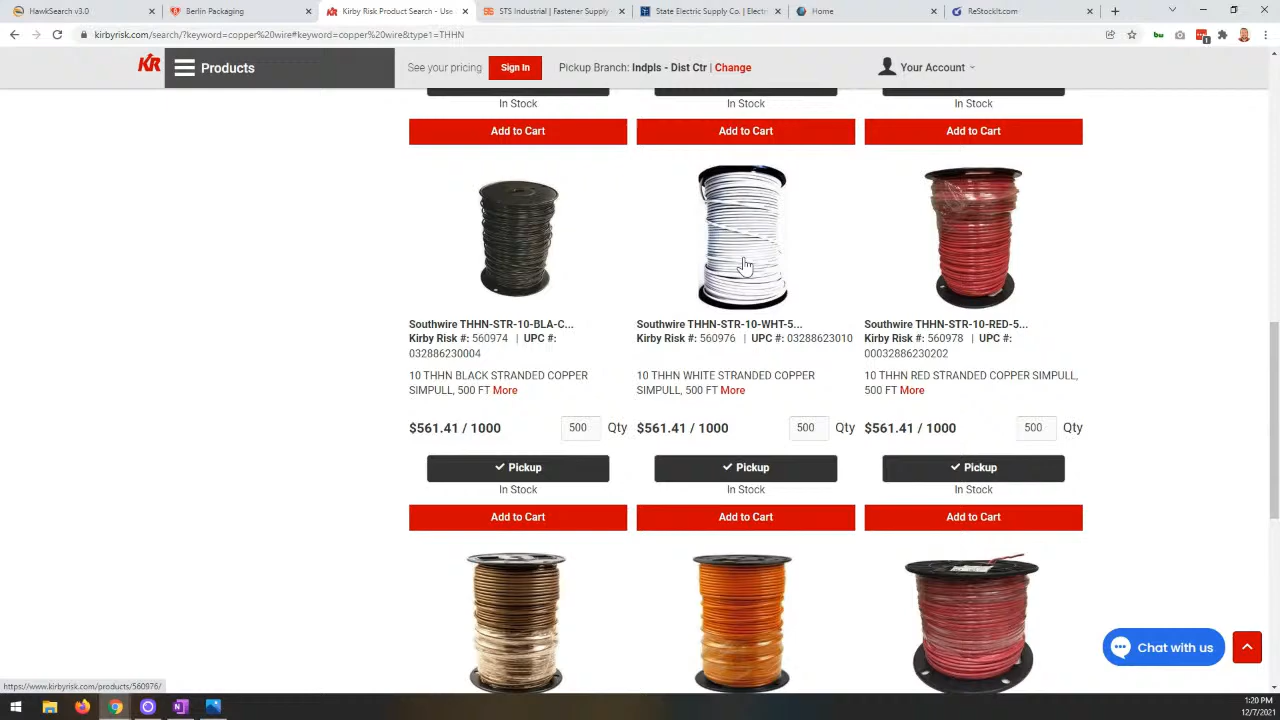 HawkSearch v3.0
Berlin Packaging
Kirby Risk Product Search - Use
STS Industrial | Fastener Supply
State Electric Supply Co. | Electri
Home
ReStockIt.com
kirbyrisk.com/search/?keyword=copper%20wire#keyword=copper%20wire&type1=THHN
KR
Products
See your pricing
Sign In
Pickup Branch: Indpls - Dist Ctr | Change
Your Account
In Stock
In Stock
In Stock
Add to Cart
Add to Cart
Add to Cart
Southwire THHN-STR-10-BLA-C...
Kirby Risk #: 560974 | UPC #:
032886230004
10 THHN BLACK STRANDED COPPER
SIMPULL, 500 FT More
$561.41 / 1000
500
Qty
Pickup
In Stock
Add to Cart
Southwire THHN-STR-10-WHT-5...
Kirby Risk #: 560976 | UPC #: 03288623010
10 THHN WHITE STRANDED COPPER
SIMPULL, 500 FT More
$561.41 / 1000
500
Qty
Pickup
In Stock
Add to Cart
Southwire THHN-STR-10-RED-5...
Kirby Risk #: 560978 | UPC #:
00032886230202
10 THHN RED STRANDED COPPER SIMPULL,
500 FT More
$561.41 / 1000
500
Qty
Pickup
In Stock
Add to Cart
Chat with us
https://www.kirbyrisk.com/products/560976/
1:20 PM
12/7/2021